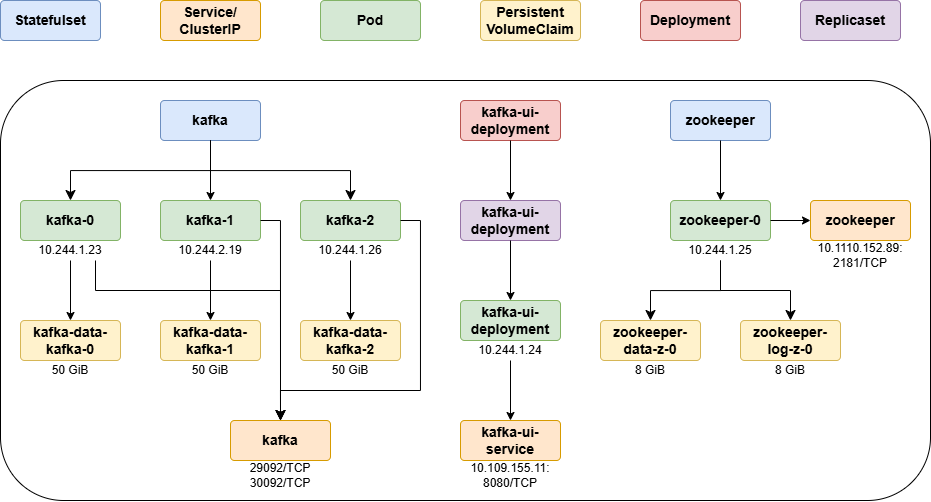 Statefulset
Service/
ClusterIP
Pod
Persistent
VolumeClaim
Deployment
Replicaset
kafka
kafka-ui-
deployment
zookeeper
kafka-0
kafka-1
kafka-2
kafka-ui-
deployment
zookeeper-0
zookeeper
10.244.1.23
10.244.2.19
10.244.1.26
10.244.1.25
10.1110.152.89:
2181/TCP
kafka-data-
kafka-0
kafka-data-
kafka-1
kafka-data-
kafka-2
kafka-ui-
deployment
zookeeper-
data-z-0
zookeeper-
log-z-0
50 GiB
50 GiB
50 GiB
10.244.1.24
8 GiB
8 GiB
kafka
kafka-ui-
service
29092/TCP
30092/TCP
10.109.155.11:
8080/TCP